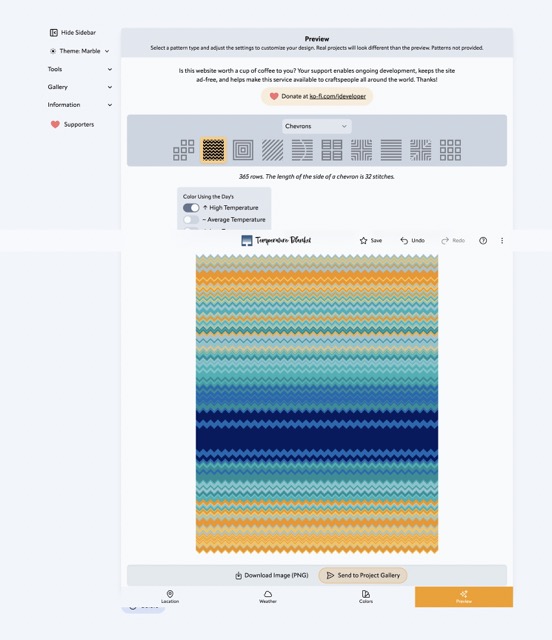 Hide Sidebar
Theme: Marble
Tools
Gallery
Information
Supporters
Preview
Select a pattern type and adjust the settings to customize your design. Real projects will look different than the preview. Patterns not provided.
Is this website worth a cup of coffee to you? Your support enables ongoing development, keeps the site
ad-free, and helps make this service available to craftspeople all around the world. Thanks!
Donate at ko-fi.com/ideveloper
Chevrons
365 rows. The length of the side of a chevron is 32 stitches.
Color Using the Day's
↑ High Temperature
~ Average Temperature
Temperature Blanket
Save
Undo
Redo
Download Image (PNG)
Send to Project Gallery
Location
Weather
Colors
Preview